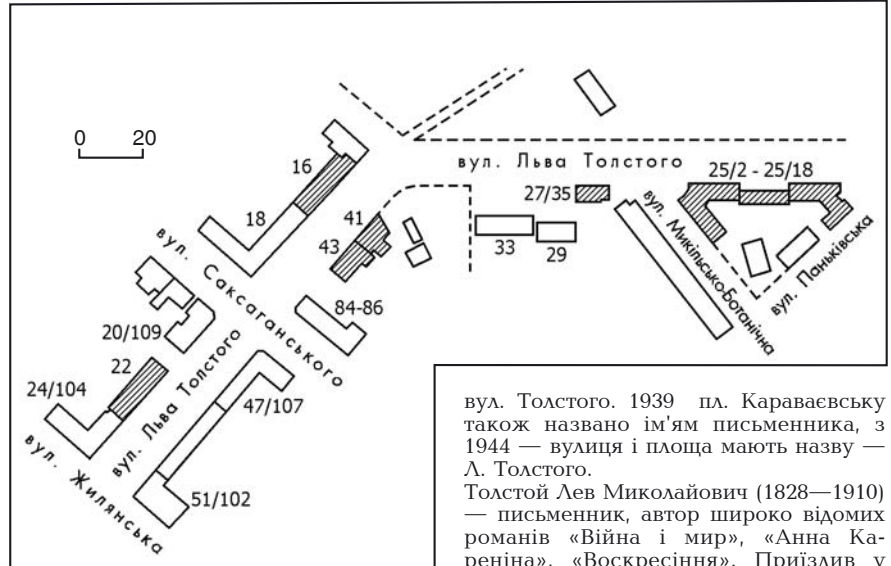 0 20
16
18
вул. Льва Толстого
25/2 - 25/18
27/35
41
43
33
29
вул. Микільсько-Ботанічна
вул. Паньківська
вул. Саксаганського
84-86
20/109
22
24/104
вул. Льва Толстого
47/107
51/102
вул. Жилянська
вул. Толстого. 1939 пл. Караваєвську
також названо ім'ям письменника, з
1944 — вулиця і площа мають назву —
Л. Толстого.
Толстой Лев Миколайович (1828—1910)
— письменник, автор широко відомих
романів «Війна і мир», «Анна Ка-
реніна», «Воскресіння». Приїздив у